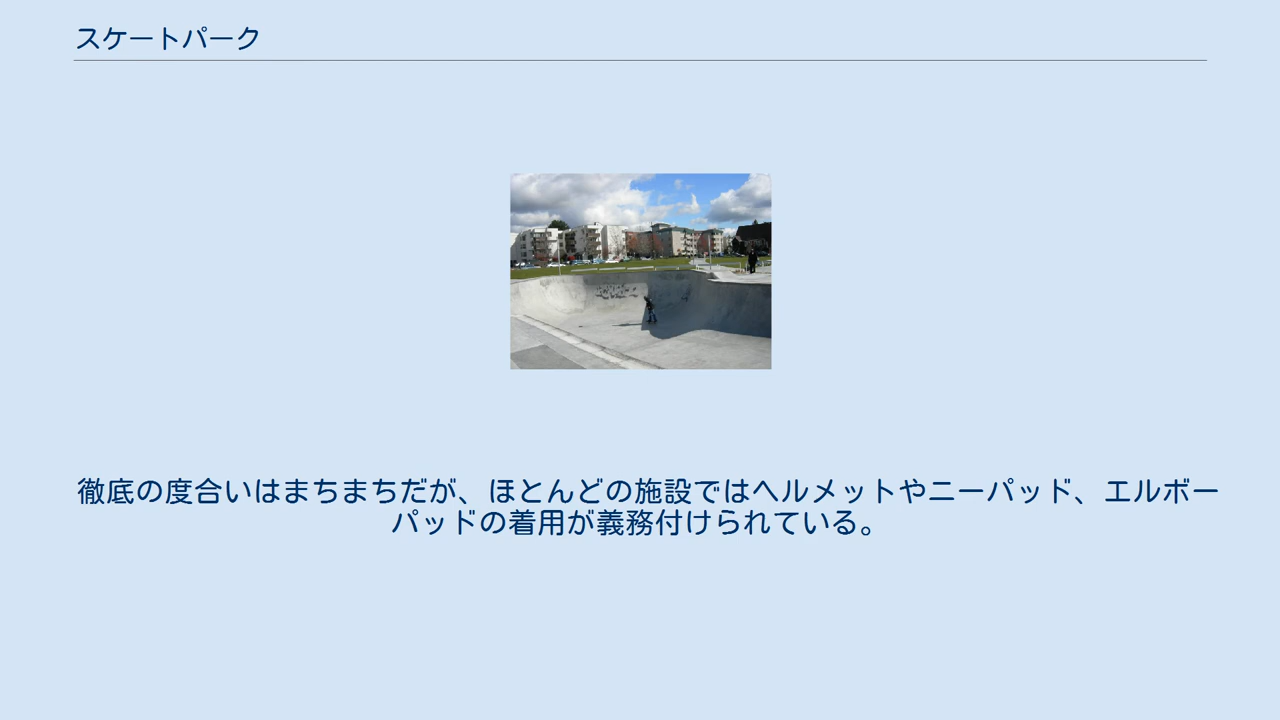 スケートパーク
徹底の度合いはまちまちだが、ほとんどの施設ではヘルメットやニーパッド、エルボー
パッドの着用が義務付けられている。